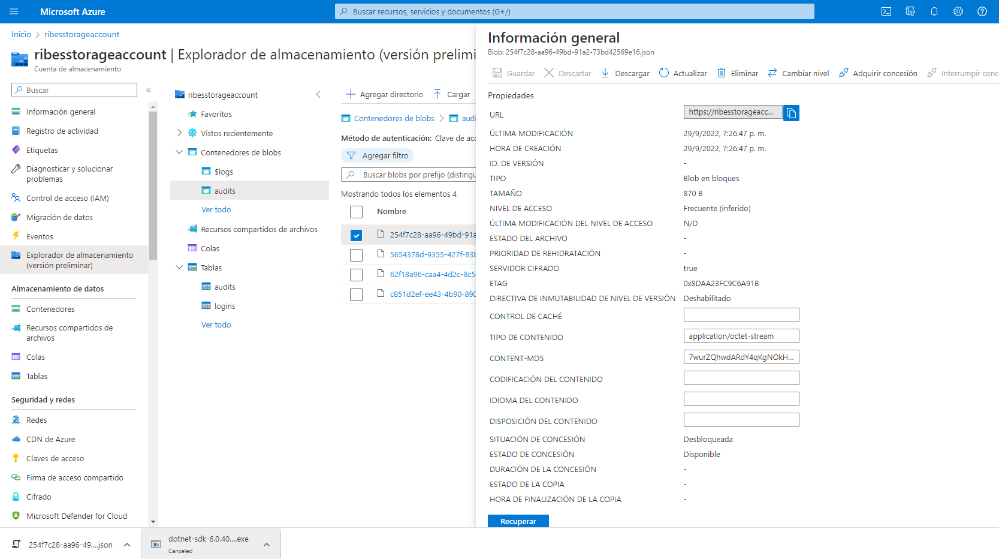 Microsoft Azure
Buscar recursos, servicios y documentos (G+/)
Inicio > ribesstorageaccount
ribesstorageaccount | Explorador de almacenamiento (versión prelimi
Cuenta de almacenamiento
Buscar
«
Información general
Registro de actividad
Etiquetas
Diagnosticar y solucionar
problemas
Control de acceso (IAM)
Migración de datos
Eventos
Explorador de almacenamiento
(versión preliminar)
Almacenamiento de datos
Contenedores
Recursos compartidos de
archivos
Colas
Tablas
Seguridad y redes
Redes
CDN de Azure
Claves de acceso
Firma de acceso compartido
Cifrado
Microsoft Defender for Cloud
ribesstorageaccount
Favoritos
Vistos recientemente
Contenedores de blobs
$logs
audits
Ver todo
Recursos compartidos de archivos
Colas
Tablas
audits
logins
Ver todo
Agregar directorio
Cargar
Contenedores de blobs > audi
Método de autenticación: Clave de acc
Agregar filtro
Buscar blobs por prefijo (distingu
Mostrando todos los elementos 4
Nombre
254f7c28-aa96-49bd-91a
5654378d-9355-427f-83b
62f18a96-caa4-4d2c-8c5
c851d2ef-ee43-4b90-890
Información general
Blob: 254f7c28-aa96-49bd-91a2-73bd42569e16.json
Guardar Descartar Descargar Actualizar Eliminar Cambiar nivel Adquirir concesión Interrumpir conc
Propiedades
URL https://ribesstorageacc...
ÚLTIMA MODIFICACIÓN 29/9/2022, 7:26:47 p. m.
HORA DE CREACIÓN 29/9/2022, 7:26:47 p. m.
ID. DE VERSIÓN -
TIPO Blob en bloques
TAMAÑO 870 B
NIVEL DE ACCESO Frecuente (inferido)
ÚLTIMA MODIFICACIÓN DEL NIVEL DE ACCESO N/D
ESTADO DEL ARCHIVO -
PRIORIDAD DE REHIDRATACIÓN -
SERVIDOR CIFRADO true
ETAG 0x8DAA23FC9C6A91B
DIRECTIVA DE INMUTABILIDAD DE NIVEL DE VERSIÓN Deshabilitado
CONTROL DE CACHÉ
TIPO DE CONTENIDO application/octet-stream
CONTENT-MD5 7wurZQhwdARdY4qKgNOkH...
CODIFICACIÓN DEL CONTENIDO
IDIOMA DEL CONTENIDO
DISPOSICIÓN DEL CONTENIDO
SITUACIÓN DE CONCESIÓN Desbloqueada
ESTADO DE CONCESIÓN Disponible
DURACIÓN DE LA CONCESIÓN -
ESTADO DE LA COPIA -
HORA DE FINALIZACIÓN DE LA COPIA -
Recuperar
254f7c28-aa96-49....json
dotnet-sdk-6.0.40....exe
Canceled